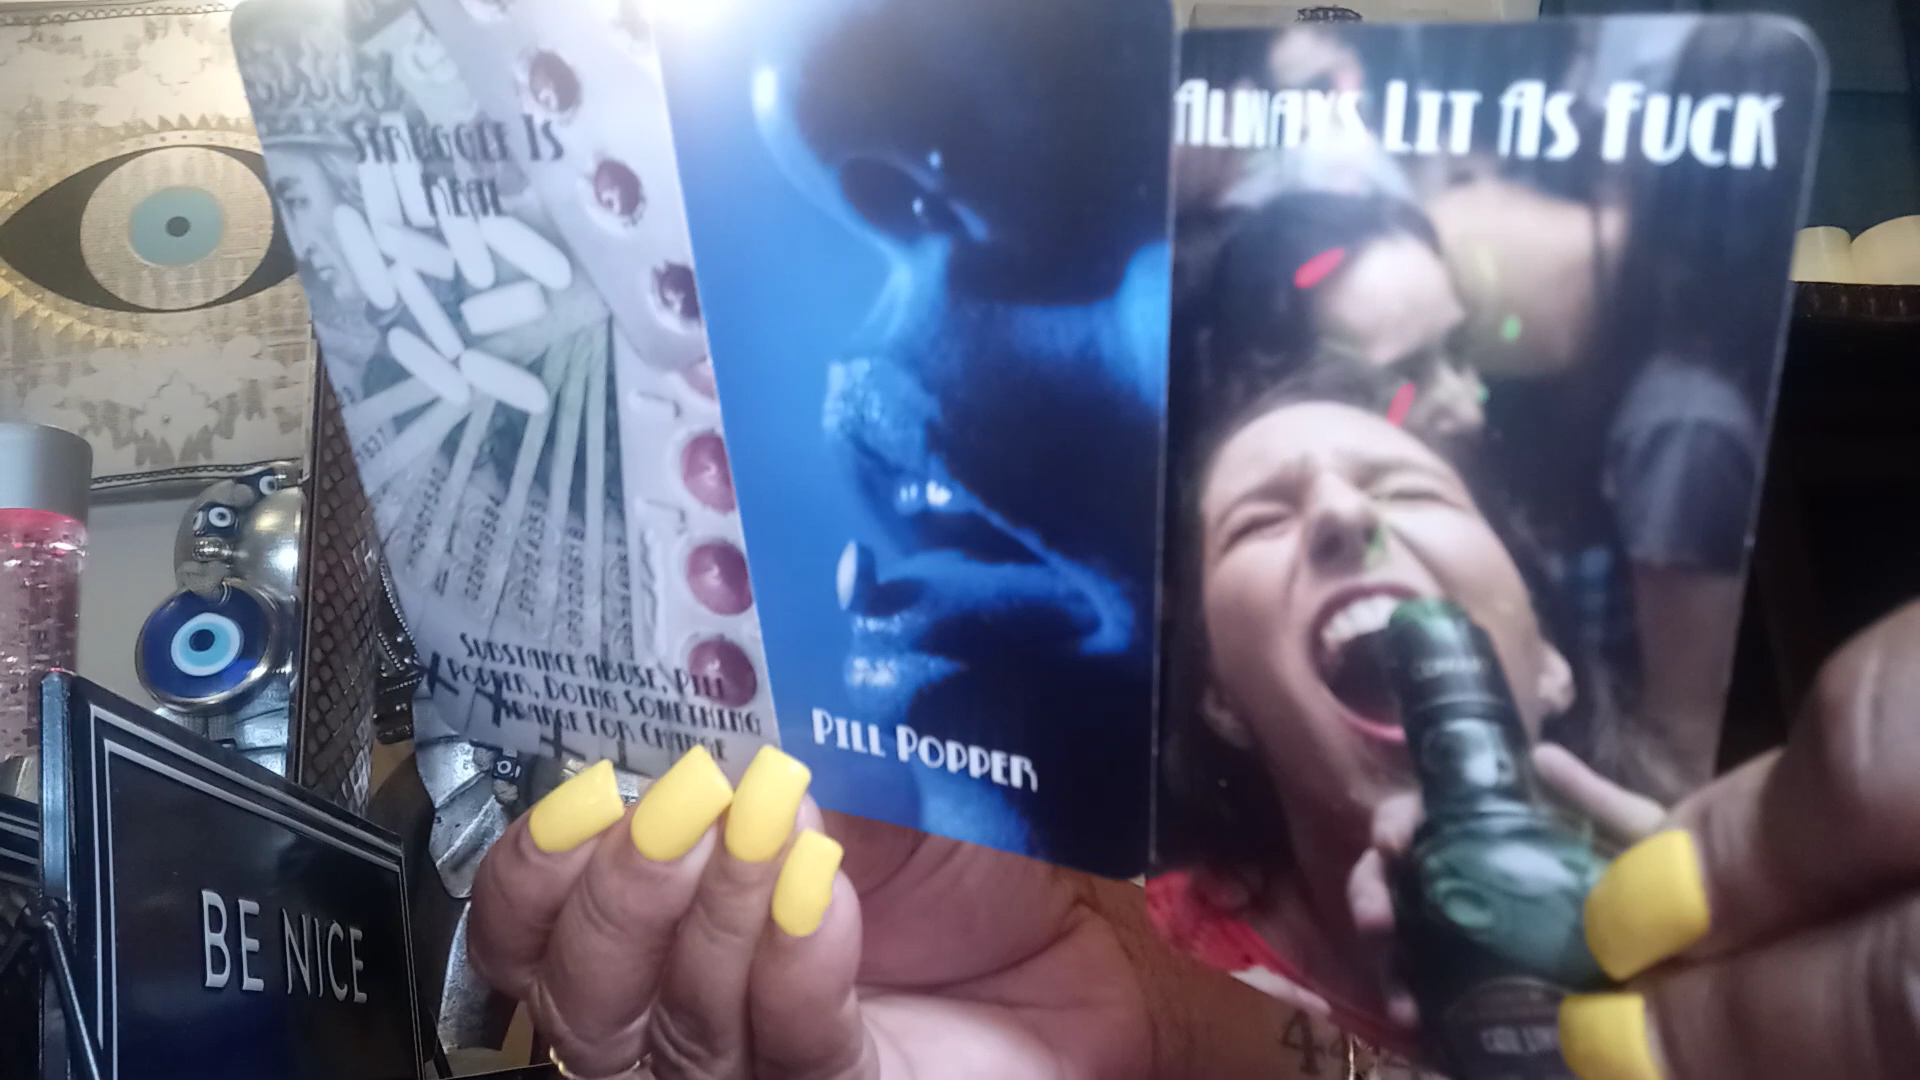 STRUGGLE IS
REAL
SUBSTANCE ABUSE, PILL
POPPER, DOING SOMETHING
STRANGE FOR CHANGE
PILL POPPER
ALWAYS LIT AS FUCK
BE NICE